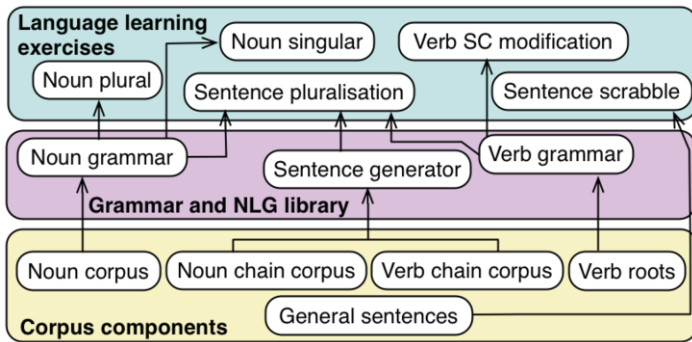 Language learning
exercises
Noun singular
Verb SC modification
Noun plural
Sentence pluralisation
Sentence scrabble
Noun grammar
Sentence generator
Verb grammar
Grammar and NLG library
Noun corpus
Noun chain corpus
Verb chain corpus
Verb roots
General sentences
Corpus components